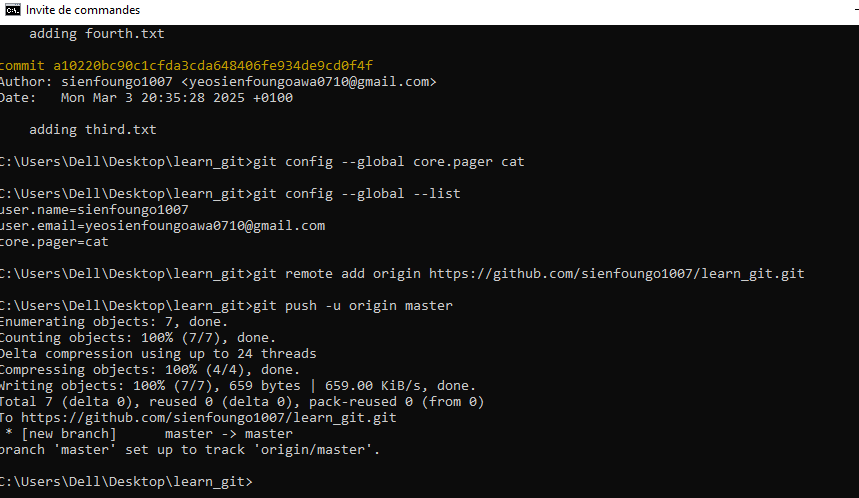 Invite de commandes
adding fourth.txt
commit a10220bc90c1cfda3cda648406fe934de9cd0f4f
Author: sienfoungo1007 <yeosienfoungoawa0710@gmail.com>
Date:   Mon Mar 3 20:35:28 2025 +0100
adding third.txt
C:\Users\Dell\Desktop\learn_git>git config --global core.pager cat
C:\Users\Dell\Desktop\learn_git>git config --global --list
user.name=sienfoungo1007
user.email=yeosienfoungoawa0710@gmail.com
core.pager=cat
C:\Users\Dell\Desktop\learn_git>git remote add origin https://github.com/sienfoungo1007/learn_git.git
C:\Users\Dell\Desktop\learn_git>git push -u origin master
Enumerating objects: 7, done.
Counting objects: 100% (7/7), done.
Delta compression using up to 24 threads
Compressing objects: 100% (4/4), done.
Writing objects: 100% (7/7), 659 bytes | 659.00 KiB/s, done.
Total 7 (delta 0), reused 0 (delta 0), pack-reused 0 (from 0)
To https://github.com/sienfoungo1007/learn_git.git
 * [new branch]      master -> master
branch 'master' set up to track 'origin/master'.
C:\Users\Dell\Desktop\learn_git>